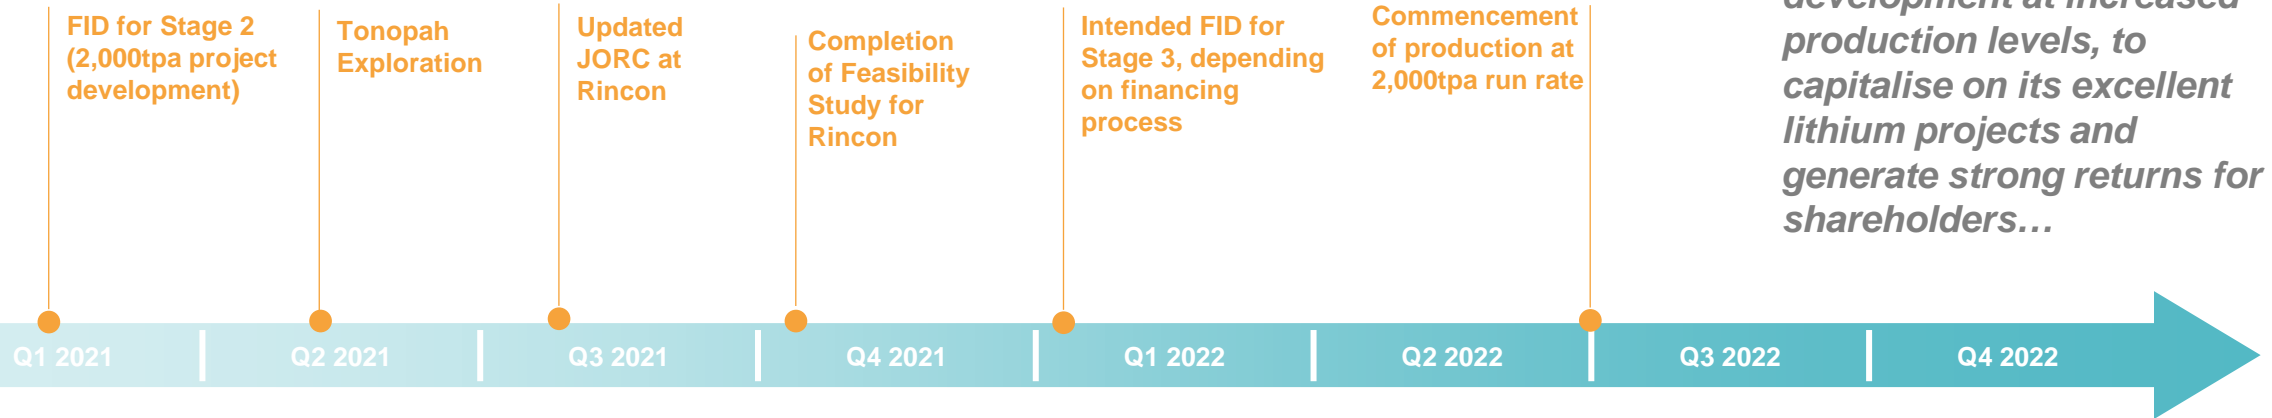 FID for Stage 2
(2,000tpa project
development)
Tonopah
Exploration
Updated
JORC at
Rincon
Completion
of Feasibility
Study for
Rincon
Intended FID for
Stage 3, depending
on financing
process
Commencement
of production at
2,000tpa run rate
development at increased
production levels, to
capitalise on its excellent
lithium projects and
generate strong returns for
shareholders…
Q1 2021
Q2 2021
Q3 2021
Q4 2021
Q1 2022
Q2 2022
Q3 2022
Q4 2022